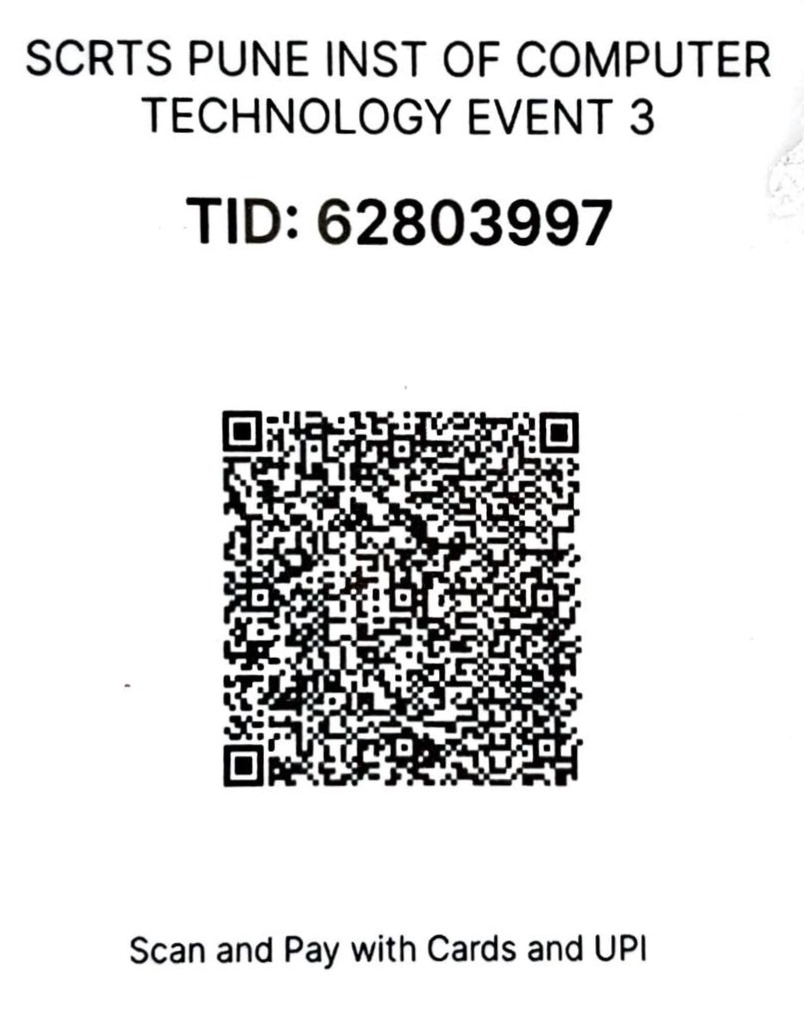 SCRTS PUNE INST OF COMPUTER
TECHNOLOGY EVENT 3
TID: 62803997
Scan and Pay with Cards and UPI